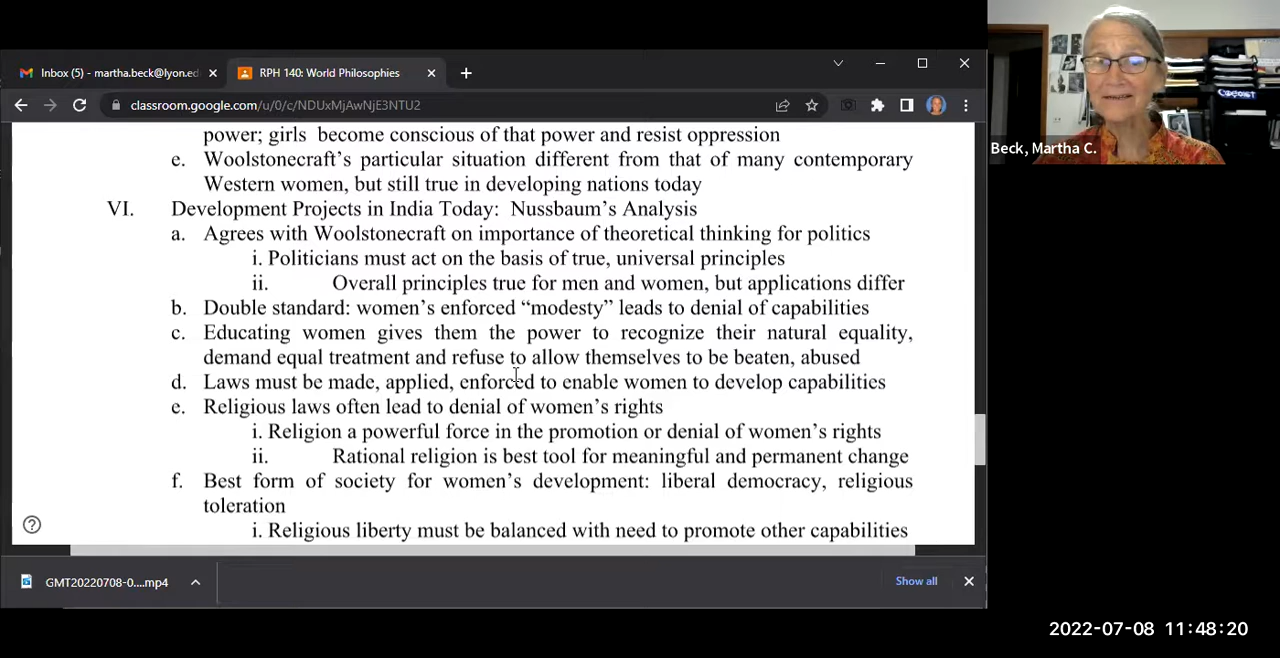 Inbox (5) - martha.beck@lyon.ed
RPH 140: World Philosophies
classroom.google.com/u/0/c/NDUxMjAwNjE3NTU2
power; girls become conscious of that power and resist oppression
e. Woolstonecraft's particular situation different from that of many contemporary
Western women, but still true in developing nations today
VI. Development Projects in India Today: Nussbaum's Analysis
a. Agrees with Woolstonecraft on importance of theoretical thinking for politics
i. Politicians must act on the basis of true, universal principles
ii. Overall principles true for men and women, but applications differ
b. Double standard: women's enforced “modesty” leads to denial of capabilities
c. Educating women gives them the power to recognize their natural equality,
demand equal treatment and refuse to allow themselves to be beaten, abused
d. Laws must be made, applied, enforced to enable women to develop capabilities
e. Religious laws often lead to denial of women's rights
i. Religion a powerful force in the promotion or denial of women's rights
ii. Rational religion is best tool for meaningful and permanent change
f. Best form of society for women's development: liberal democracy, religious
toleration
i. Religious liberty must be balanced with need to promote other capabilities
GMT20220708-0....mp4
Show all
Beck, Martha C.
2022-07-08 11:48:20